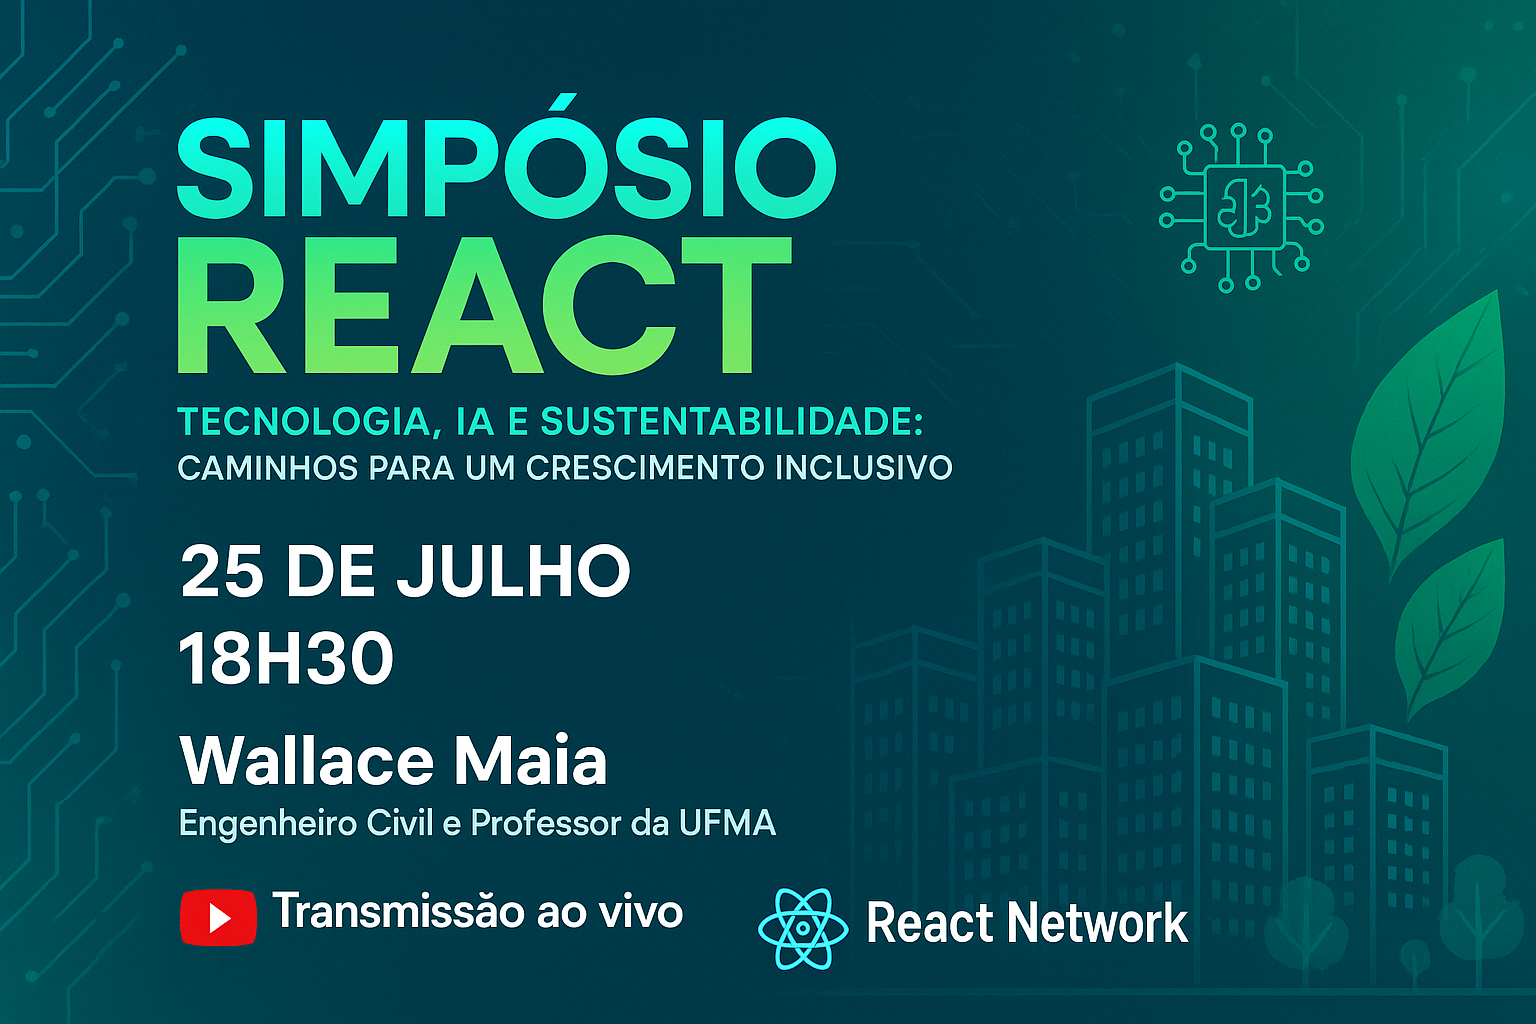 SIMPÓSIO
REACT
TECNOLOGIA, IA E SUSTENTABILIDADE:
CAMINHOS PARA UM CRESCIMENTO INCLUSIVO
25 DE JULHO
18H30
Wallace Maia
Engenheiro Civil e Professor da UFMA
Transmissăo ao vivo
React Network